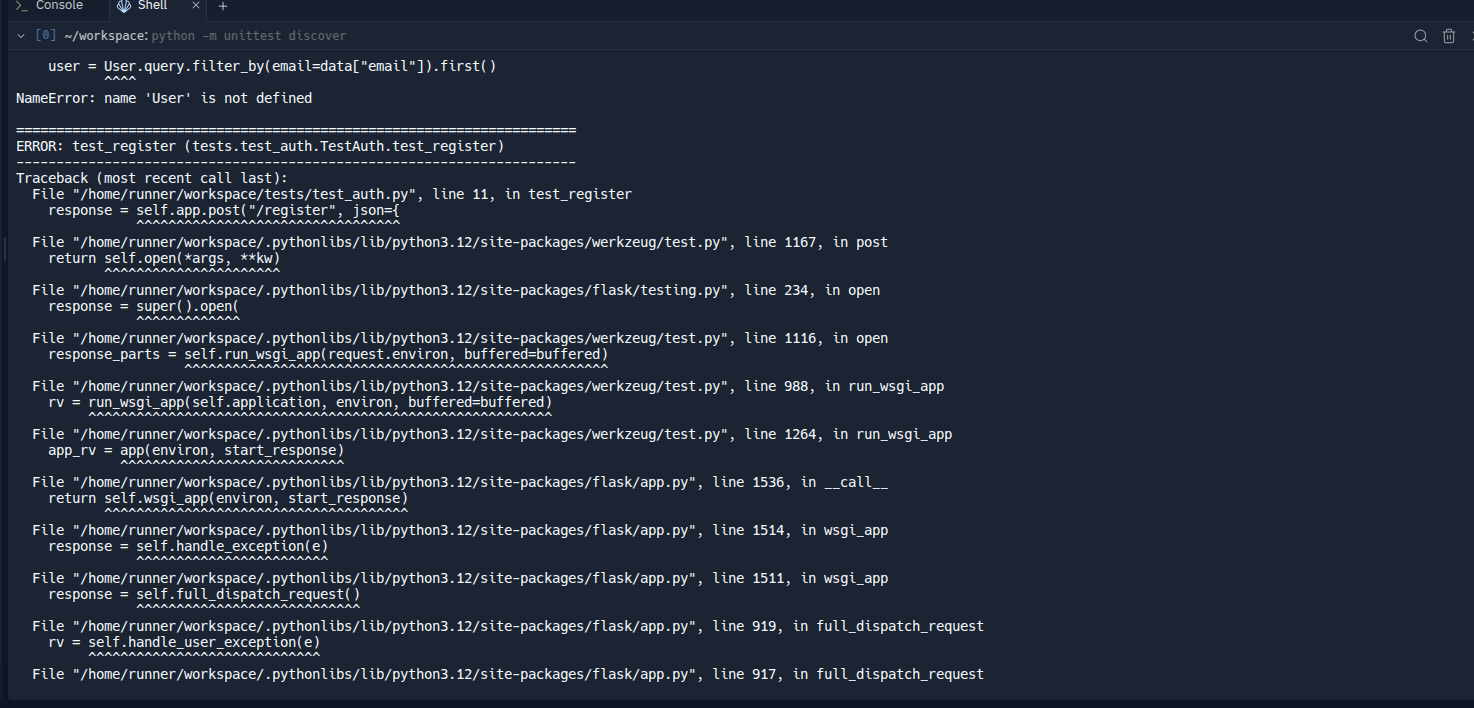 >_ Console Shell × +
[0] ~/workspace: python -m unittest discover
user = User.query.filter_by(email=data["email"]).first()
^^^^
NameError: name 'User' is not defined
======================================================================
ERROR: test_register (tests.test_auth.TestAuth.test_register)
----------------------------------------------------------------------
Traceback (most recent call last):
File "/home/runner/workspace/tests/test_auth.py", line 11, in test_register
response = self.app.post("/register", json={
^^^^^^^^^^^^^^^^^^^^^^^^^^^^^^^^^
File "/home/runner/workspace/.pythonlibs/lib/python3.12/site-packages/werkzeug/test.py", line 1167, in post
return self.open(*args, **kw)
^^^^^^^^^^^^^^^^^^^^^^
File "/home/runner/workspace/.pythonlibs/lib/python3.12/site-packages/flask/testing.py", line 234, in open
response = super().open(
^^^^^^^^^^^^^
File "/home/runner/workspace/.pythonlibs/lib/python3.12/site-packages/werkzeug/test.py", line 1116, in open
response_parts = self.run_wsgi_app(request.environ, buffered=buffered)
^^^^^^^^^^^^^^^^^^^^^^^^^^^^^^^^^^^^^^^^^^^^^^^^^^^^^
File "/home/runner/workspace/.pythonlibs/lib/python3.12/site-packages/werkzeug/test.py", line 988, in run_wsgi_app
rv = run_wsgi_app(self.application, environ, buffered=buffered)
^^^^^^^^^^^^^^^^^^^^^^^^^^^^^^^^^^^^^^^^^^^^^^^^^^^^^^^^^^
File "/home/runner/workspace/.pythonlibs/lib/python3.12/site-packages/werkzeug/test.py", line 1264, in run_wsgi_app
app_rv = app(environ, start_response)
^^^^^^^^^^^^^^^^^^^^^^^^^^^^
File "/home/runner/workspace/.pythonlibs/lib/python3.12/site-packages/flask/app.py", line 1536, in __call__
return self.wsgi_app(environ, start_response)
^^^^^^^^^^^^^^^^^^^^^^^^^^^^^^^^^^^^^^
File "/home/runner/workspace/.pythonlibs/lib/python3.12/site-packages/flask/app.py", line 1514, in wsgi_app
response = self.handle_exception(e)
^^^^^^^^^^^^^^^^^^^^^^^^
File "/home/runner/workspace/.pythonlibs/lib/python3.12/site-packages/flask/app.py", line 1511, in wsgi_app
response = self.full_dispatch_request()
^^^^^^^^^^^^^^^^^^^^^^^^^^^^
File "/home/runner/workspace/.pythonlibs/lib/python3.12/site-packages/flask/app.py", line 919, in full_dispatch_request
rv = self.handle_user_exception(e)
^^^^^^^^^^^^^^^^^^^^^^^^^^^^^
File "/home/runner/workspace/.pythonlibs/lib/python3.12/site-packages/flask/app.py", line 917, in full_dispatch_request